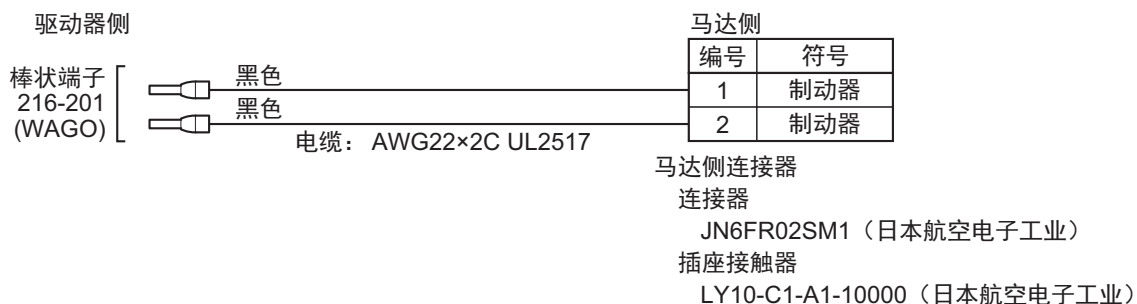 驱动器侧
马达侧
编号 符号
棒状端子
216-201
(WAGO)
黑色
1 制动器
黑色
2 制动器
电缆： AWG22×2C UL2517
马达侧连接器
连接器
JN6FR02SM1（日本航空电子工业）
插座接触器
LY10-C1-A1-10000（日本航空电子工业）